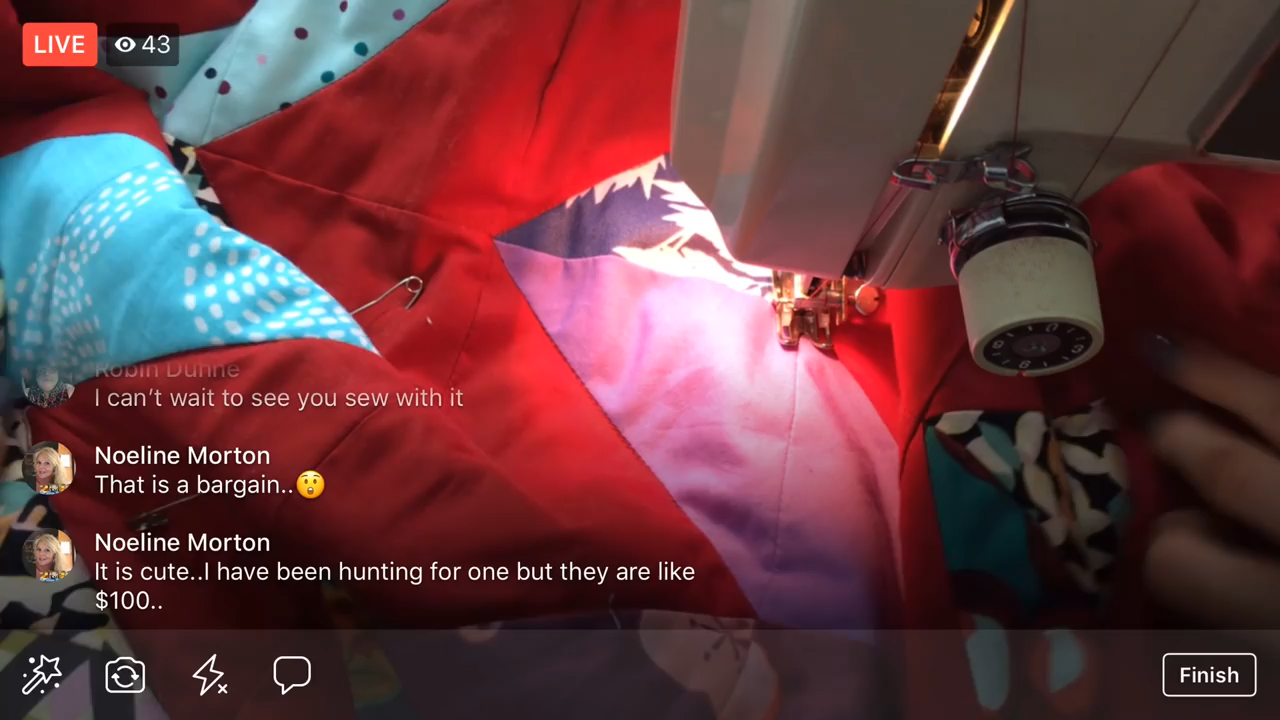 LIVE
43
Robin Dunne
I can’t wait to see you sew with it
Noeline Morton
That is a bargain..😲
Noeline Morton
It is cute..I have been hunting for one but they are like
$100..
Finish